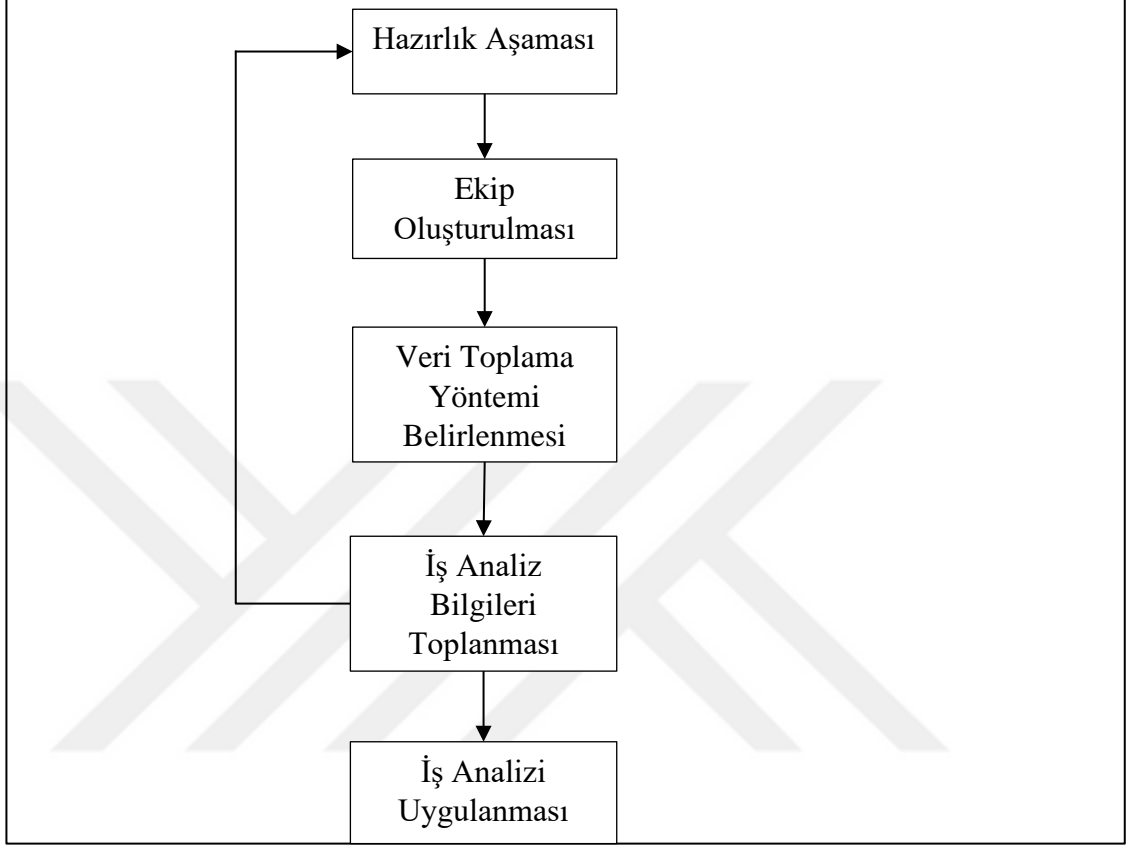 Hazırlık Aşaması
Ekip
Oluşturulması
Veri Toplama
Yöntemi
Belirlenmesi
İş Analiz
Bilgileri
Toplanması
İş Analizi
Uygulanması